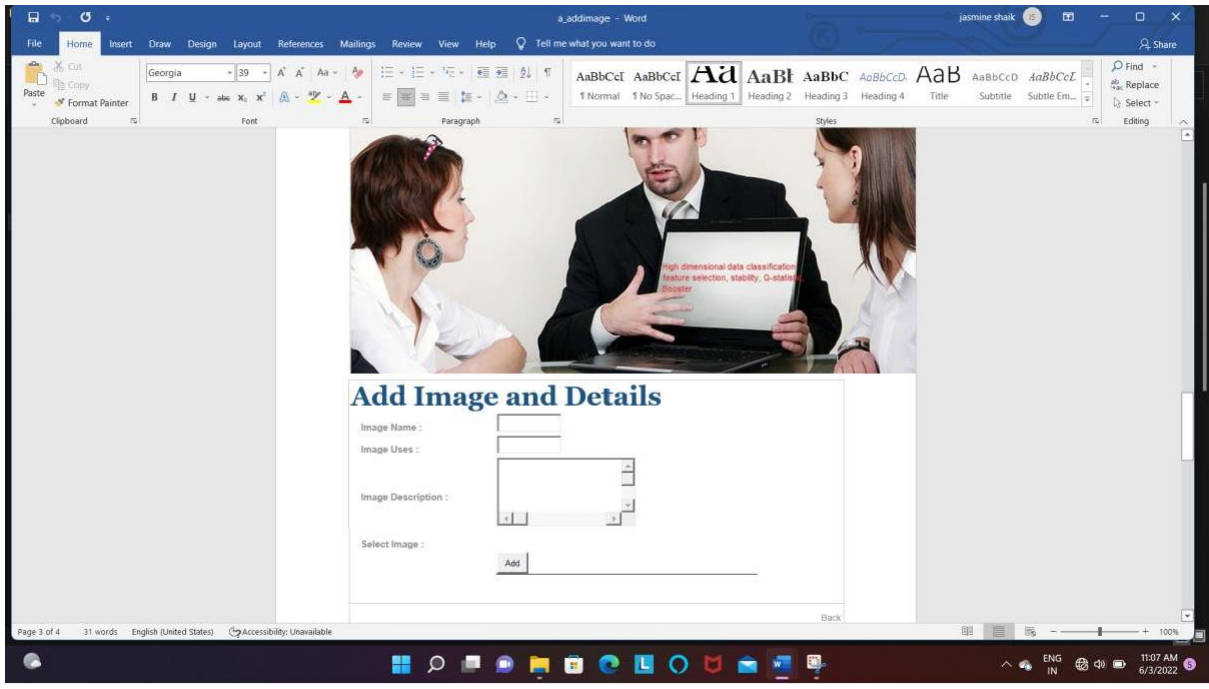 a_addimage - Word
jasmine shaik JS
File Home Insert Draw Design Layout References Mailings Review View Help Tell me what you want to do Share
Cut
Copy
Paste
Format Painter
Clipboard
Georgia 39 A A Aa
B I U abc X₂ X² A A
Font
Paragraph
AaBbCcI AaBbCcI AaBbC AaBbCcD AaB AaBbCcD AaBbCcL
¶ Normal ¶ No Spac... Heading 1 Heading 2 Heading 3 Heading 4 Title Subtitle Subtle Em...
Styles
Find
Replace
Select
Editing
High dimensional data classification
feature selection, stability, Q-statistic,
Booster
Add Image and Details
Image Name :
Image Uses :
Image Description :
Select Image :
Add
Back
Page 3 of 4 31 words English (United States) Accessibility: Unavailable 100%
ENG
IN
11:07 AM
6/3/2022